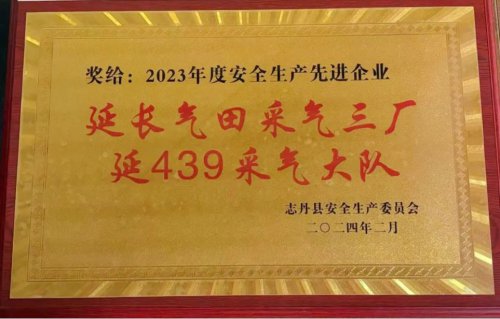 奖给：2023年度安全生产先进企业
延长气田采气三厂
延439采气大队
志丹县安全生产委员会
二〇二四年二月